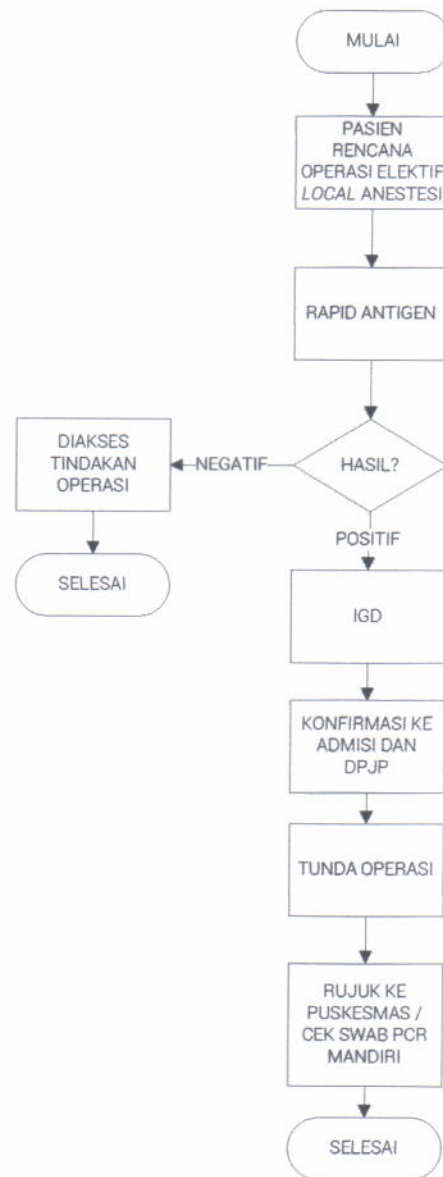 MULAI
PASIEN
RENCANA
OPERASI ELEKTIF
LOCAL ANESTESI
RAPID ANTIGEN
HASIL?
NEGATIF
DIAKSES
TINDAKAN
OPERASI
SELESAI
POSITIF
IGD
KONFIRMASI KE
ADMISI DAN
DPJP
TUNDA OPERASI
RUJUK KE
PUSKESMAS /
CEK SWAB PCR
MANDIRI
SELESAI